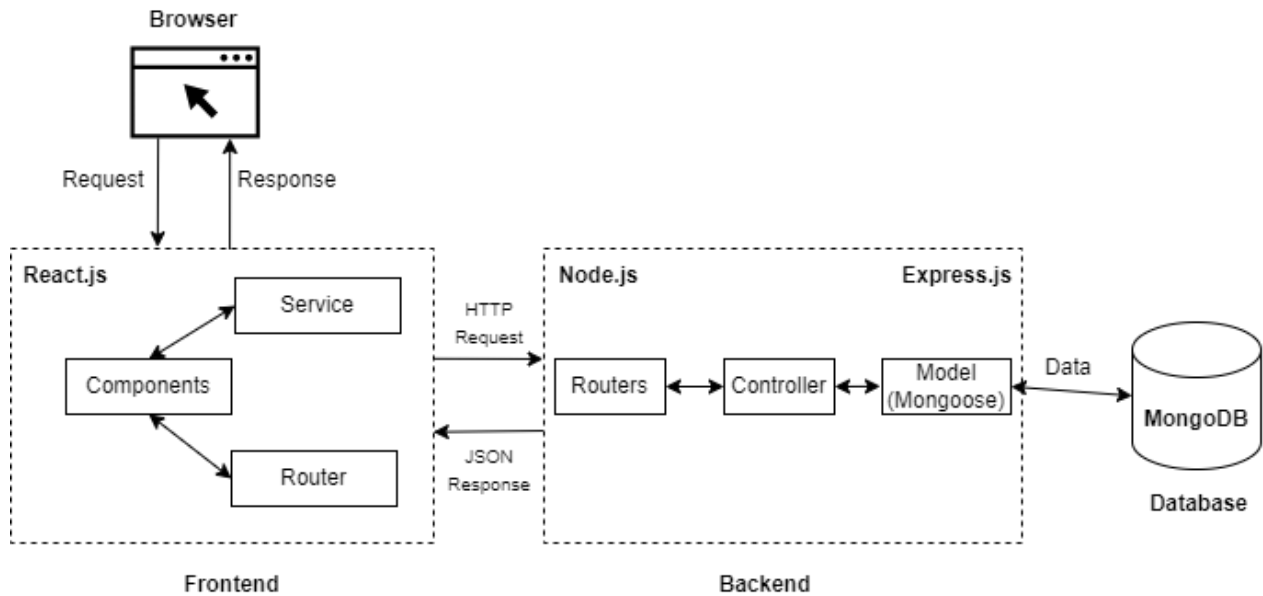 Browser
Request
Response
React.js
Service
Components
Router
HTTP
Request
JSON
Response
Node.js
Express.js
Routers
Controller
Model
(Mongoose)
Data
MongoDB
Database
Frontend
Backend